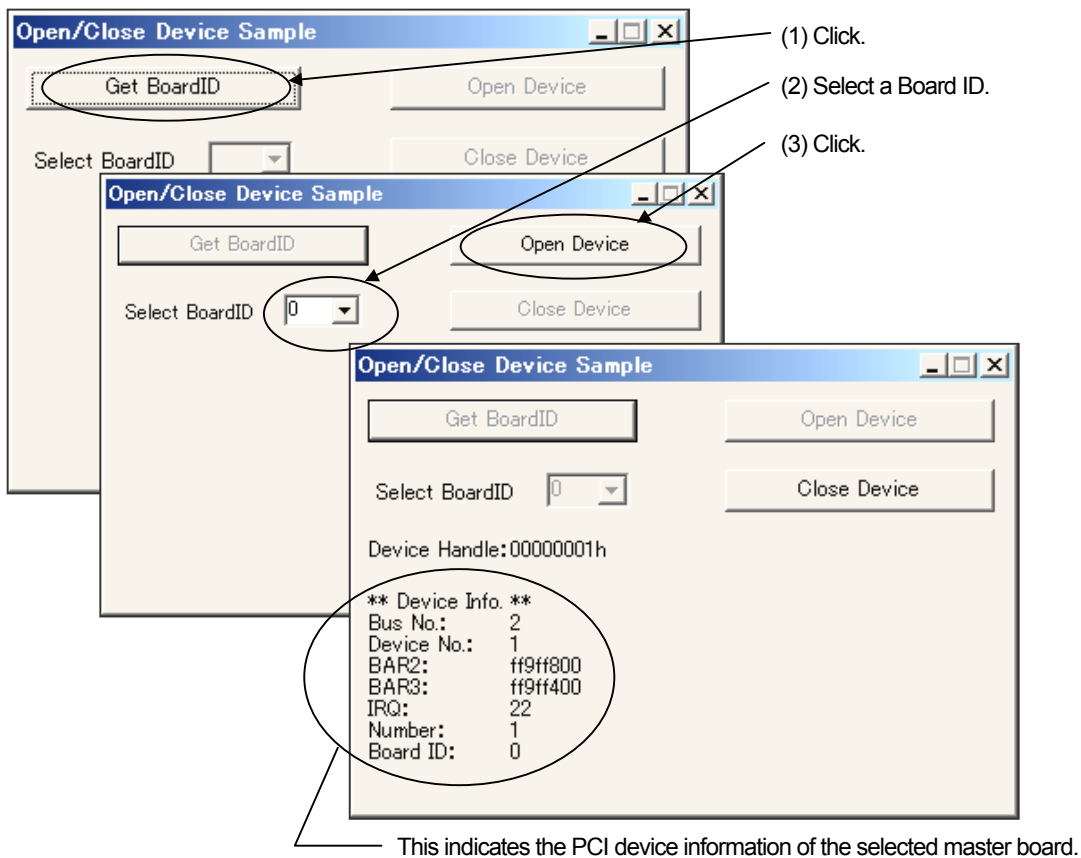 Open/Close Device Sample
(1) Click.
Get BoardID
Open Device
(2) Select a Board ID.
Select BoardID
Close Device
(3) Click.
Open/Close Device Sample
Get BoardID
Open Device
Select BoardID 0
Close Device
Open/Close Device Sample
Get BoardID
Open Device
Select BoardID 0
Close Device
Device Handle:00000001h
** Device Info. **
Bus No.: 2
Device No.: 1
BAR2: ff9ff800
BAR3: ff9ff400
IRQ: 22
Number: 1
Board ID: 0
This indicates the PCI device information of the selected master board.